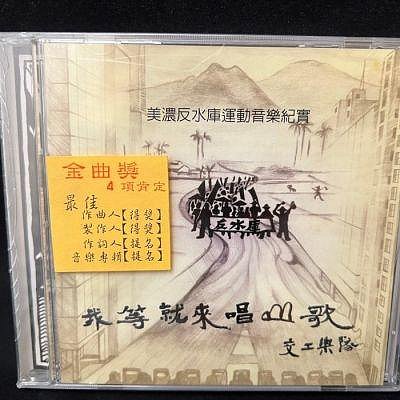 美濃反水庫運動音樂紀實
金曲獎
4項肯定
最佳
作曲人【得獎】
製作人【得獎】
作詞人【提名】
音樂專輯【提名】
反水庫
我等就來唱山歌
交工樂隊